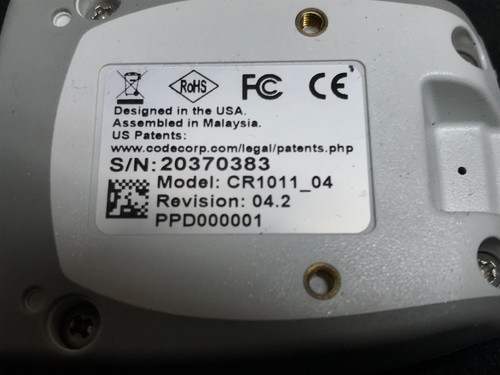 RoHS FC CE
Designed in the USA.
Assembled in Malaysia.
US Patents:
www.codecorp.com/legal/patents.php
S/N: 20370383
Model: CR1011_04
Revision: 04.2
PPD000001